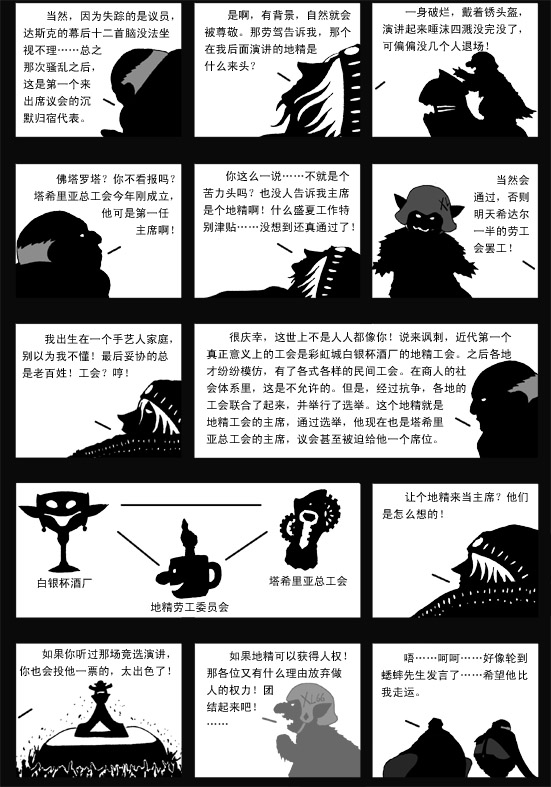 当然，因为失踪的是议员，
达斯克的幕后十二首脑没法坐
视不理……总之
那次骚乱之后，
这是第一个来
出席议会的沉
默归宿代表。
是啊，有背景，自然就会
被尊敬。那劳驾告诉我，那个
在我后面演讲的地精是
什么来头？
一身破烂，戴着锈头盔，
演讲起来唾沫四溅没完没了，
可偏偏没几个人退场！
佛塔罗塔？你不看报吗？
塔希里亚总工会今年刚成立，
他可是第一任
主席啊！
你这么一说……不就是个
苦力头吗？也没人告诉我主席
是个地精啊！什么盛夏工作特
别津贴……没想到还真通过了！
当然会
通过，否则
明天希达尔
一半的劳工
会罢工！
我出生在一个手艺人家庭，
别以为我不懂！最后妥协的总
是老百姓！工会？哼！
很庆幸，这世上不是人人都像你！说来讽刺，近代第一个
真正意义上的工会是彩虹城白银杯酒厂的地精工会。之后各地
才纷纷模仿，有了各式各样的民间工会。在商人的社
会体系里，这是不允许的。但是，经过抗争，各地的
工会联合了起来，并举行了选举。这个地精就是
地精工会的主席，通过选举，他现在也是塔希里
亚总工会的主席，议会甚至被迫给他一个席位。
白银杯酒厂
地精劳工委员会
塔希里亚总工会
让个地精来当主席？他们
是怎么想的！
如果你听过那场竞选演讲，
你也会投他一票的，太出色了！
如果地精可以获得人权！
那各位又有什么理由放弃做
人的权力！团
结起来吧！
……
唔……呵呵……好像轮到
蟋蟀先生发言了……希望他比
我走运。